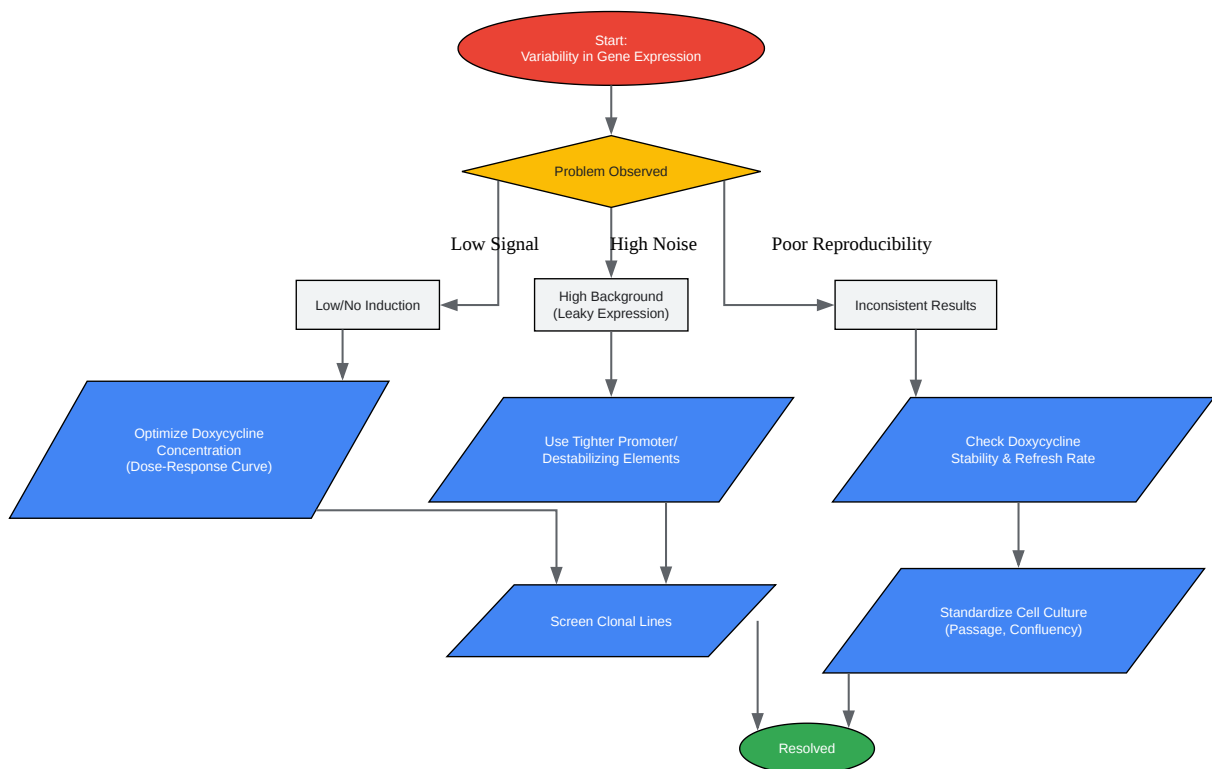 Start:
Variability in Gene Expression
Problem Observed
Low Signal
High Noise
Poor Reproducibility
Low/No Induction
High Background
(Leaky Expression)
Inconsistent Results
Optimize Doxycycline
Concentration
(Dose-Response Curve)
Use Tighter Promoter/
Destabilizing Elements
Check Doxycycline
Stability & Refresh Rate
Screen Clonal Lines
Standardize Cell Culture
(Passage, Confluency)
Resolved